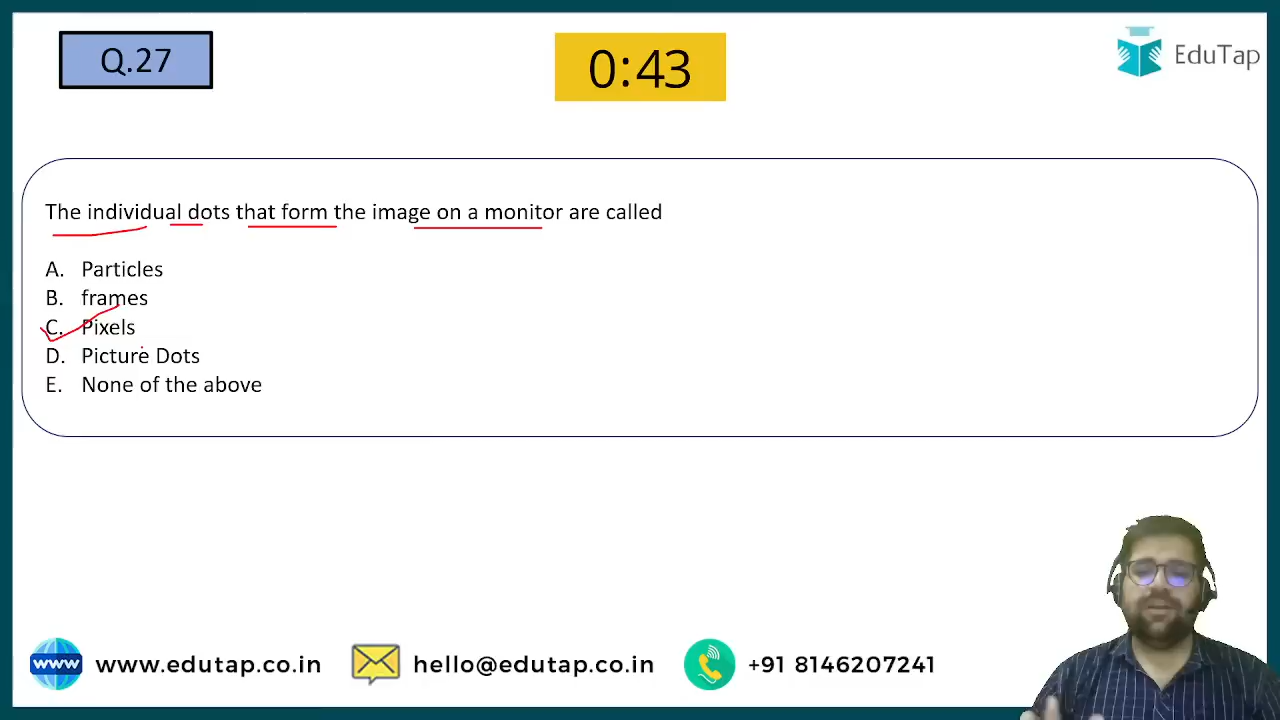 Q.27
0:43
EduTap
The individual dots that form the image on a monitor are called
A. Particles
B. frames
C. Pixels
D. Picture Dots
E. None of the above
www www.edutap.co.in hello@edutap.co.in +91 8146207241